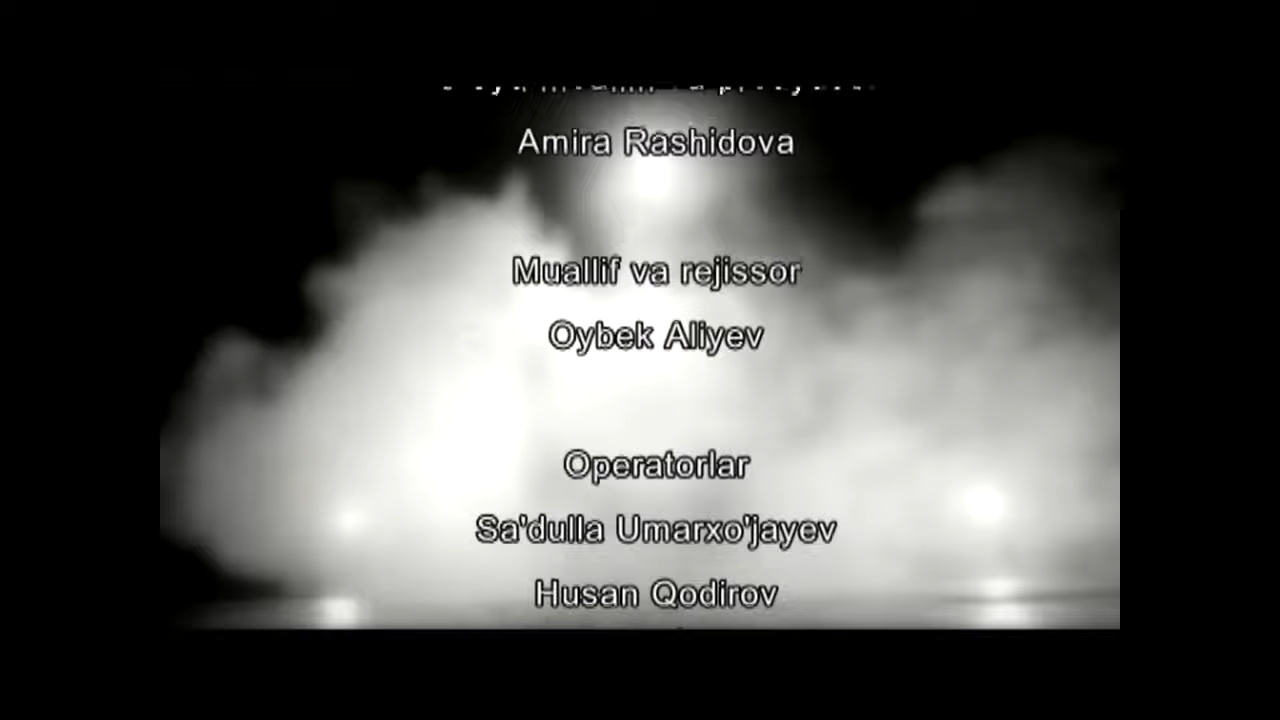 Amira Rashidova
Muallif va rejissor
Oybek Aliyev
Operatorlar
Sa'dulla Umarxo'jayev
Husan Qodirov